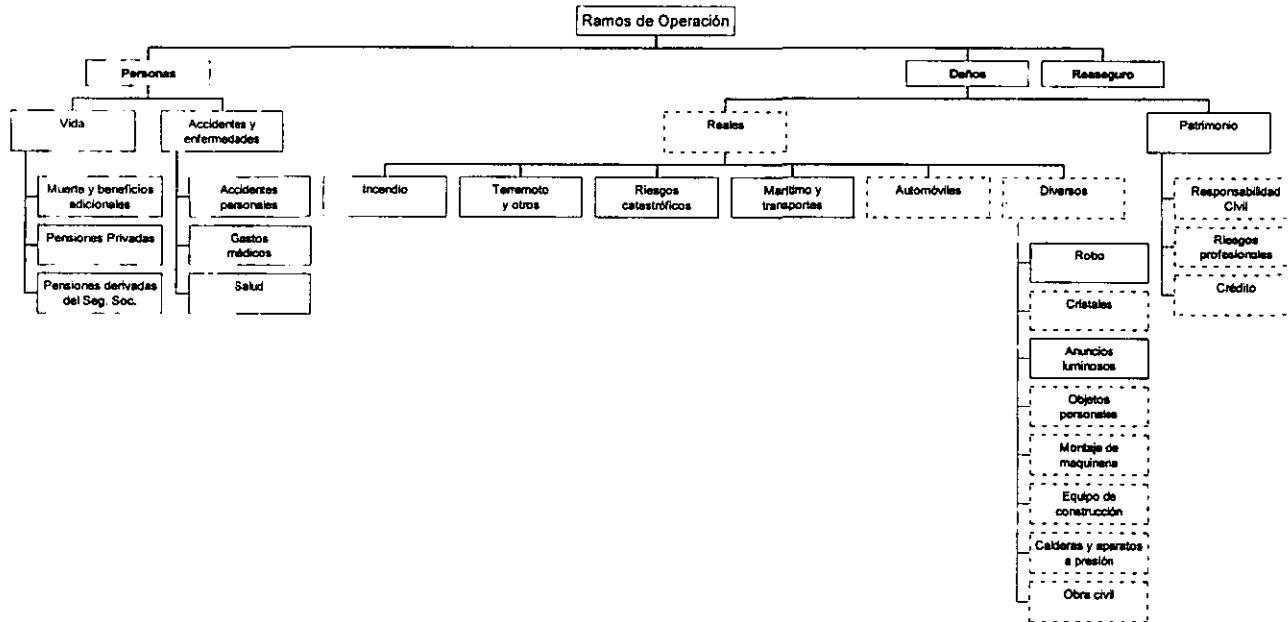 Ramos de Operación
Personas
Daños
Reaseguro
Vida
Accidentes y
enfermedades
Reales
Patrimonio
Muerte y beneficios
adicionales
Pensiones Privadas
Pensiones derivadas
del Seg. Soc.
Accidentes
personales
Gastos
médicos
Salud
Incendio
Terremoto
y otros
Riesgos
catastróficos
Marítimo y
transportes
Automóviles
Diversos
Robo
Cristales
Anuncios
luminosos
Objetos
personales
Montaje de
maquinaria
Equipo de
construcción
Calderas y aparatos
a presión
Obra civil
Responsabilidad
Civil
Riesgos
profesionales
Crédito